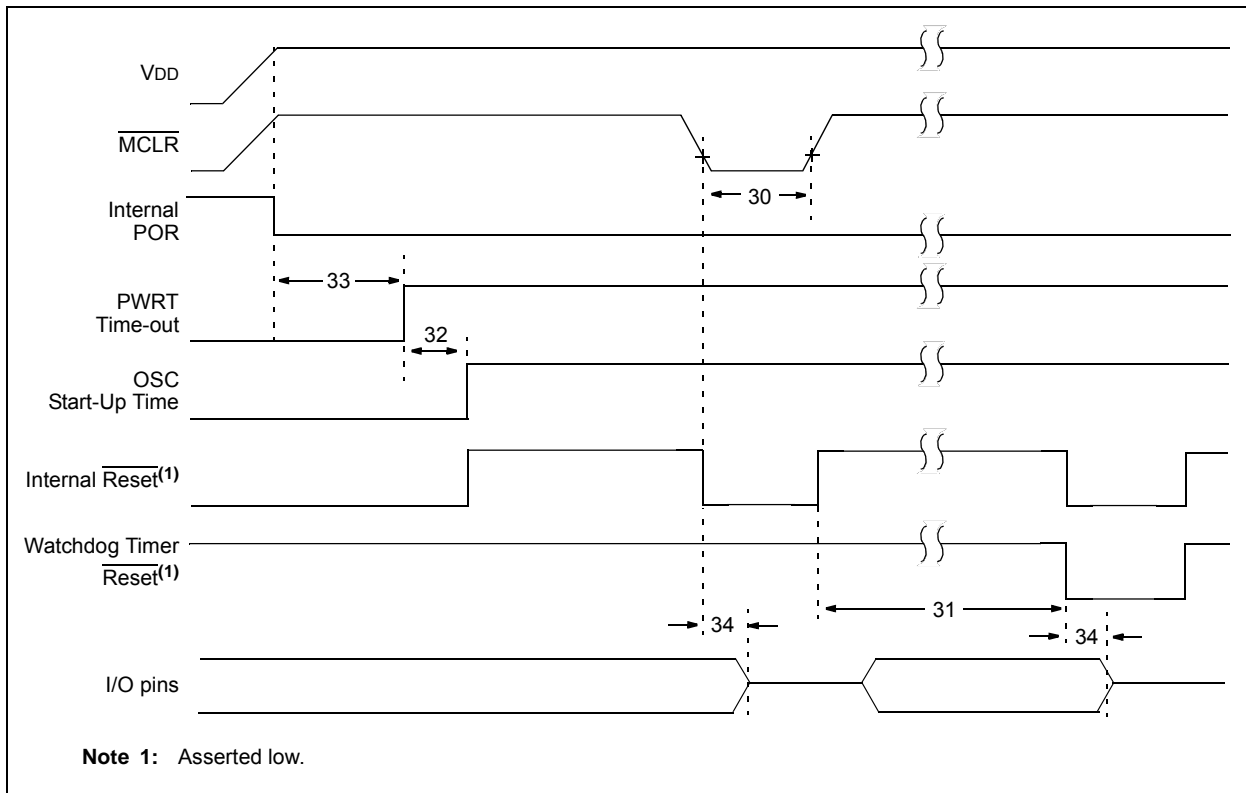 VDD
MCLR
30
Internal
POR
33
PWRT
Time-out
32
OSC
Start-Up Time
Internal Reset(1)
Watchdog Timer
Reset(1)
31
34
34
I/O pins
Note 1: Asserted low.